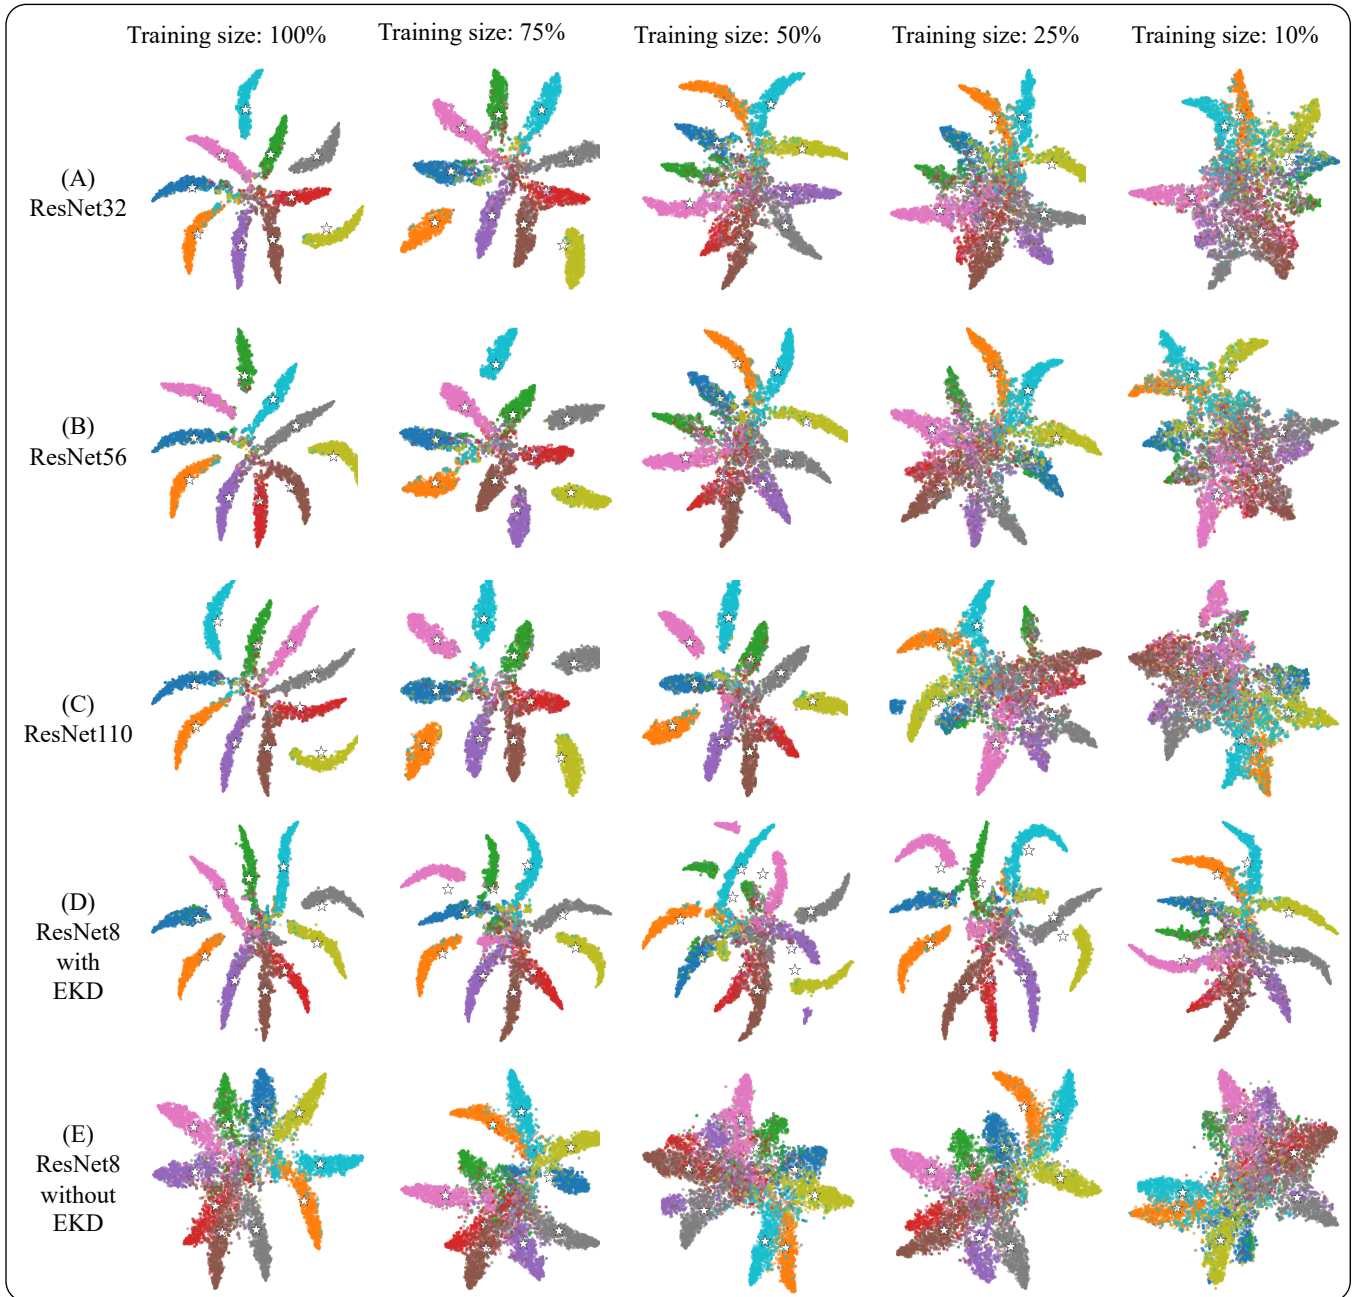 Training size: 100%
Training size: 75%
Training size: 50%
Training size: 25%
Training size: 10%
(A)
ResNet32
(B)
ResNet56
(C)
ResNet110
(D)
ResNet8
with
EKD
(E)
ResNet8
without
EKD